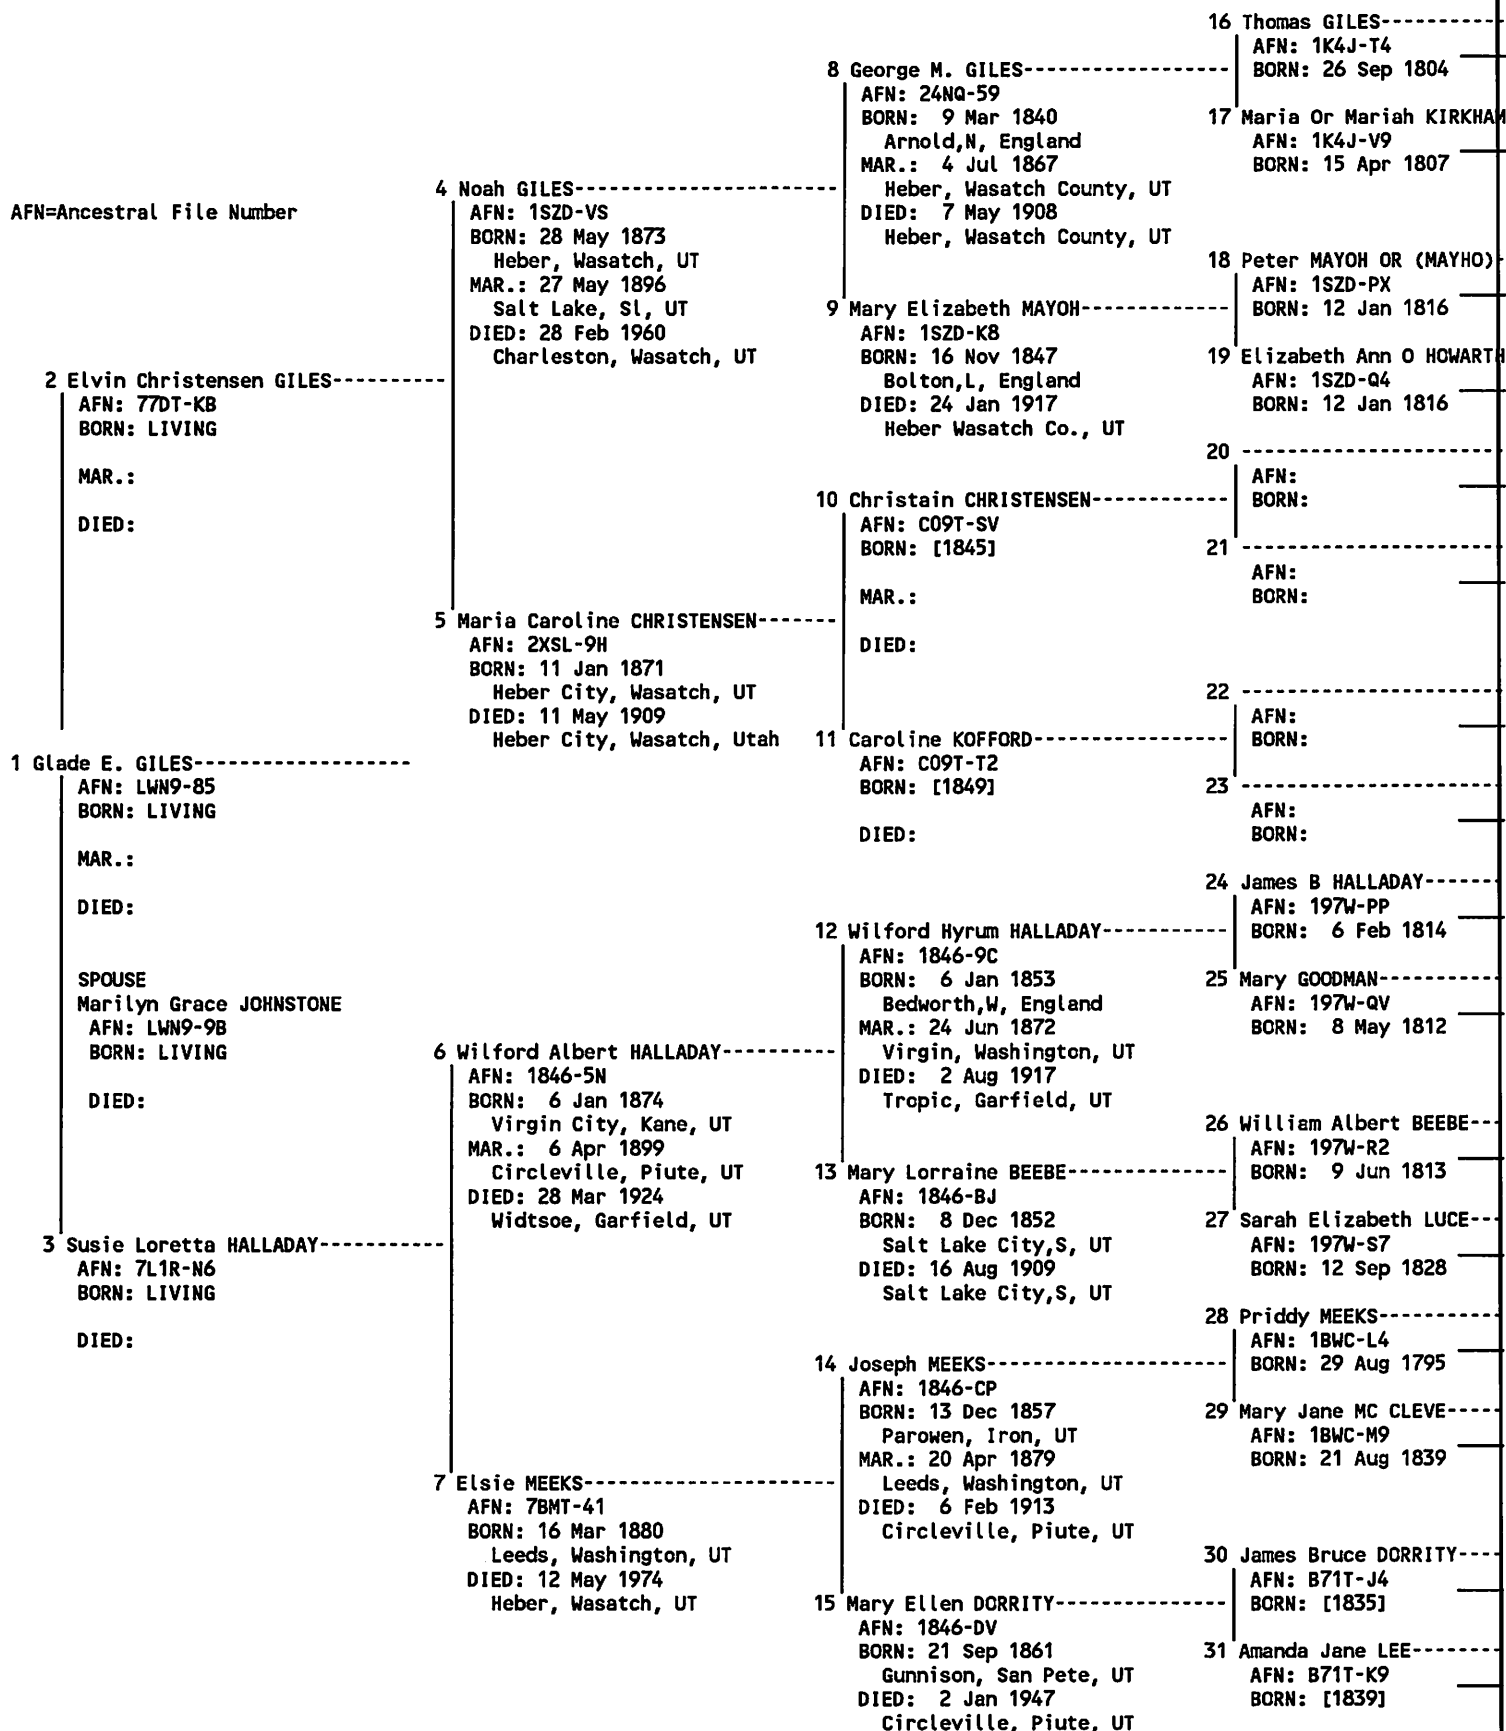 AFN=Ancestral File Number
1 Glade E. GILES
AFN: LWN9-85
BORN: LIVING
MAR.:
DIED:
SPOUSE
Marilyn Grace JOHNSTONE
AFN: LWN9-9B
BORN: LIVING
DIED:
2 Elvin Christensen GILES
AFN: 77DT-KB
BORN: LIVING
MAR.:
DIED:
3 Susie Loretta HALLADAY
AFN: 7L1R-N6
BORN: LIVING
DIED:
4 Noah GILES
AFN: 1SZD-VS
BORN: 28 May 1873
Heber, Wasatch, UT
MAR.: 27 May 1896
Salt Lake, Sl, UT
DIED: 28 Feb 1960
Charleston, Wasatch, UT
5 Maria Caroline CHRISTENSEN
AFN: 2XSL-9H
BORN: 11 Jan 1871
Heber City, Wasatch, UT
DIED: 11 May 1909
Heber City, Wasatch, Utah
6 Wilford Albert HALLADAY
AFN: 1846-5N
BORN: 6 Jan 1874
Virgin City, Kane, UT
MAR.: 6 Apr 1899
Circleville, Piute, UT
DIED: 28 Mar 1924
Widtsoe, Garfield, UT
7 Elsie MEEKS
AFN: 7BMT-41
BORN: 16 Mar 1880
Leeds, Washington, UT
DIED: 12 May 1974
Heber, Wasatch, UT
8 George M. GILES
AFN: 24NQ-59
BORN: 9 Mar 1840
Arnold,N, England
MAR.: 4 Jul 1867
Heber, Wasatch County, UT
DIED: 7 May 1908
Heber, Wasatch County, UT
9 Mary Elizabeth MAYOH
AFN: 1SZD-K8
BORN: 16 Nov 1847
Bolton,L, England
DIED: 24 Jan 1917
Heber Wasatch Co., UT
10 Christain CHRISTENSEN
AFN: C09T-SV
BORN: [1845]
MAR.:
DIED:
11 Caroline KOFFORD
AFN: C09T-T2
BORN: [1849]
DIED:
12 Wilford Hyrum HALLADAY
AFN: 1846-9C
BORN: 6 Jan 1853
Bedworth,W, England
MAR.: 24 Jun 1872
Virgin, Washington, UT
DIED: 2 Aug 1917
Tropic, Garfield, UT
13 Mary Lorraine BEEBE
AFN: 1846-BJ
BORN: 8 Dec 1852
Salt Lake City,S, UT
DIED: 16 Aug 1909
Salt Lake City,S, UT
14 Joseph MEEKS
AFN: 1846-CP
BORN: 13 Dec 1857
Parowen, Iron, UT
MAR.: 20 Apr 1879
Leeds, Washington, UT
DIED: 6 Feb 1913
Circleville, Piute, UT
15 Mary Ellen DORRITY
AFN: 1846-DV
BORN: 21 Sep 1861
Gunnison, San Pete, UT
DIED: 2 Jan 1947
Circleville, Piute, UT
16 Thomas GILES
AFN: 1K4J-T4
BORN: 26 Sep 1804
17 Maria Or Mariah KIRKHAM
AFN: 1K4J-V9
BORN: 15 Apr 1807
18 Peter MAYOH OR (MAYHO)
AFN: 1SZD-PX
BORN: 12 Jan 1816
19 Elizabeth Ann O HOWARTH
AFN: 1SZD-Q4
BORN: 12 Jan 1816
20
AFN:
BORN:
21
AFN:
BORN:
22
AFN:
BORN:
23
AFN:
BORN:
24 James B HALLADAY
AFN: 197W-PP
BORN: 6 Feb 1814
25 Mary GOODMAN
AFN: 197W-QV
BORN: 8 May 1812
26 William Albert BEEBE
AFN: 197W-R2
BORN: 9 Jun 1813
27 Sarah Elizabeth LUCE
AFN: 197W-S7
BORN: 12 Sep 1828
28 Priddy MEEKS
AFN: 1BWC-L4
BORN: 29 Aug 1795
29 Mary Jane MC CLEVE
AFN: 1BWC-M9
BORN: 21 Aug 1839
30 James Bruce DORRITY
AFN: B71T-J4
BORN: [1835]
31 Amanda Jane LEE
AFN: B71T-K9
BORN: [1839]